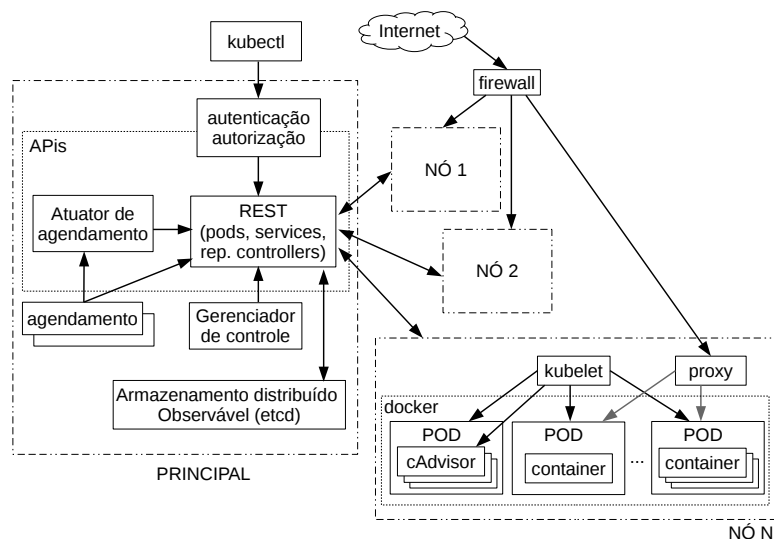 Internet
kubectl
firewall
autenticação
autorização
APis
NÓ 1
Atuator de
agendamento
REST
(pods, services,
rep. controllers)
NÓ 2
agendamento
Gerenciador
de controle
kubelet
proxy
Armazenamento distribuído
Observável (etcd)
docker
POD
cAdvisor
POD
container
...
POD
container
PRINCIPAL
NÓ N